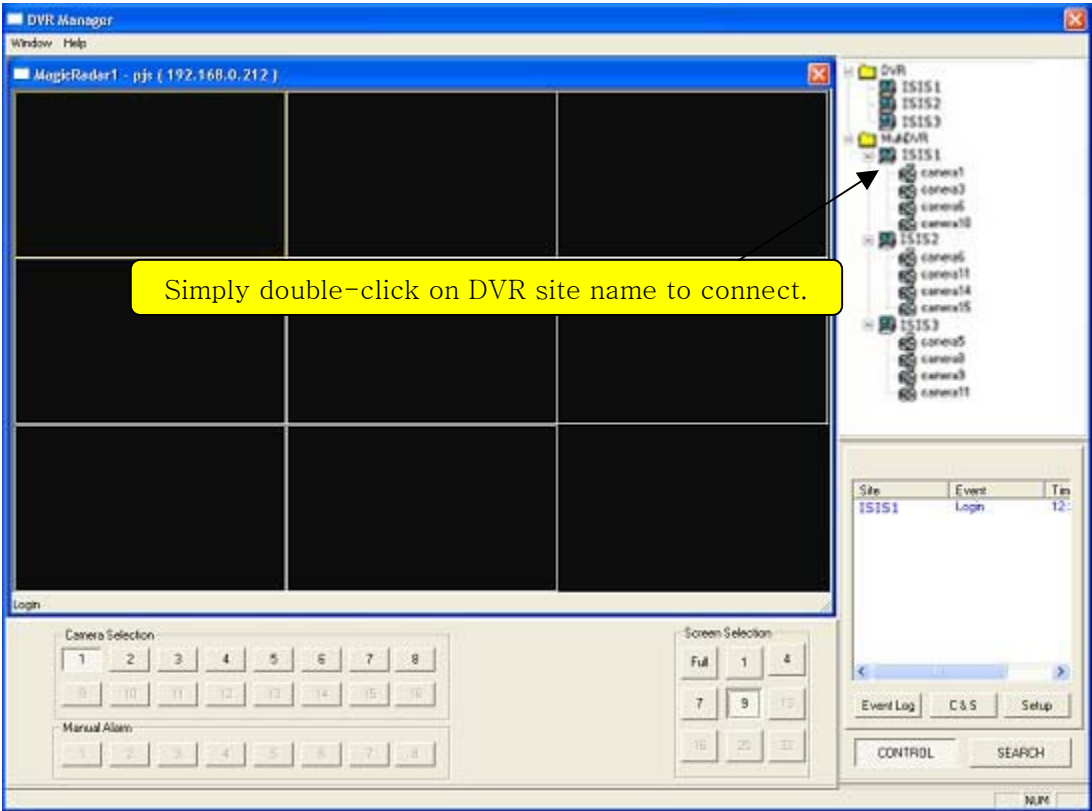 DVR Manager
Window Help
MagicRadar1 - pjs ( 192.168.0.212 )
DVR
ISIS1
ISIS2
ISIS3
MultiDVR
ISIS1
camera1
camera3
camera6
camera10
ISIS2
camera6
camera11
camera14
camera15
ISIS3
camera5
camera8
camera9
camera11
Simply double-click on DVR site name to connect.
Site Event Tim
ISIS1 Login 12:
Login
Camera Selection
1 2 3 4 5 6 7 8
9 10 11 12 13 14 15 16
Manual Alarm
1 2 3 4 5 6 7 8
Screen Selection
Full 1 4
7 9 13
16 25 32
Event Log C & S Setup
CONTROL SEARCH
NUM